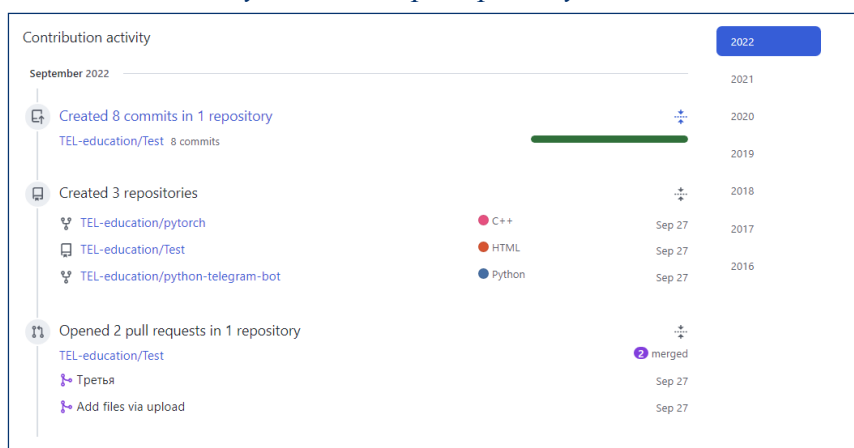 Contribution activity
2022
September 2022
2021
Created 8 commits in 1 repository
2020
TEL-education/Test 8 commits
2019
Created 3 repositories
2018
TEL-education/pytorch C++ Sep 27
2017
TEL-education/Test HTML Sep 27
2016
TEL-education/python-telegram-bot Python Sep 27
Opened 2 pull requests in 1 repository
TEL-education/Test 2 merged
Третья Sep 27
Add files via upload Sep 27